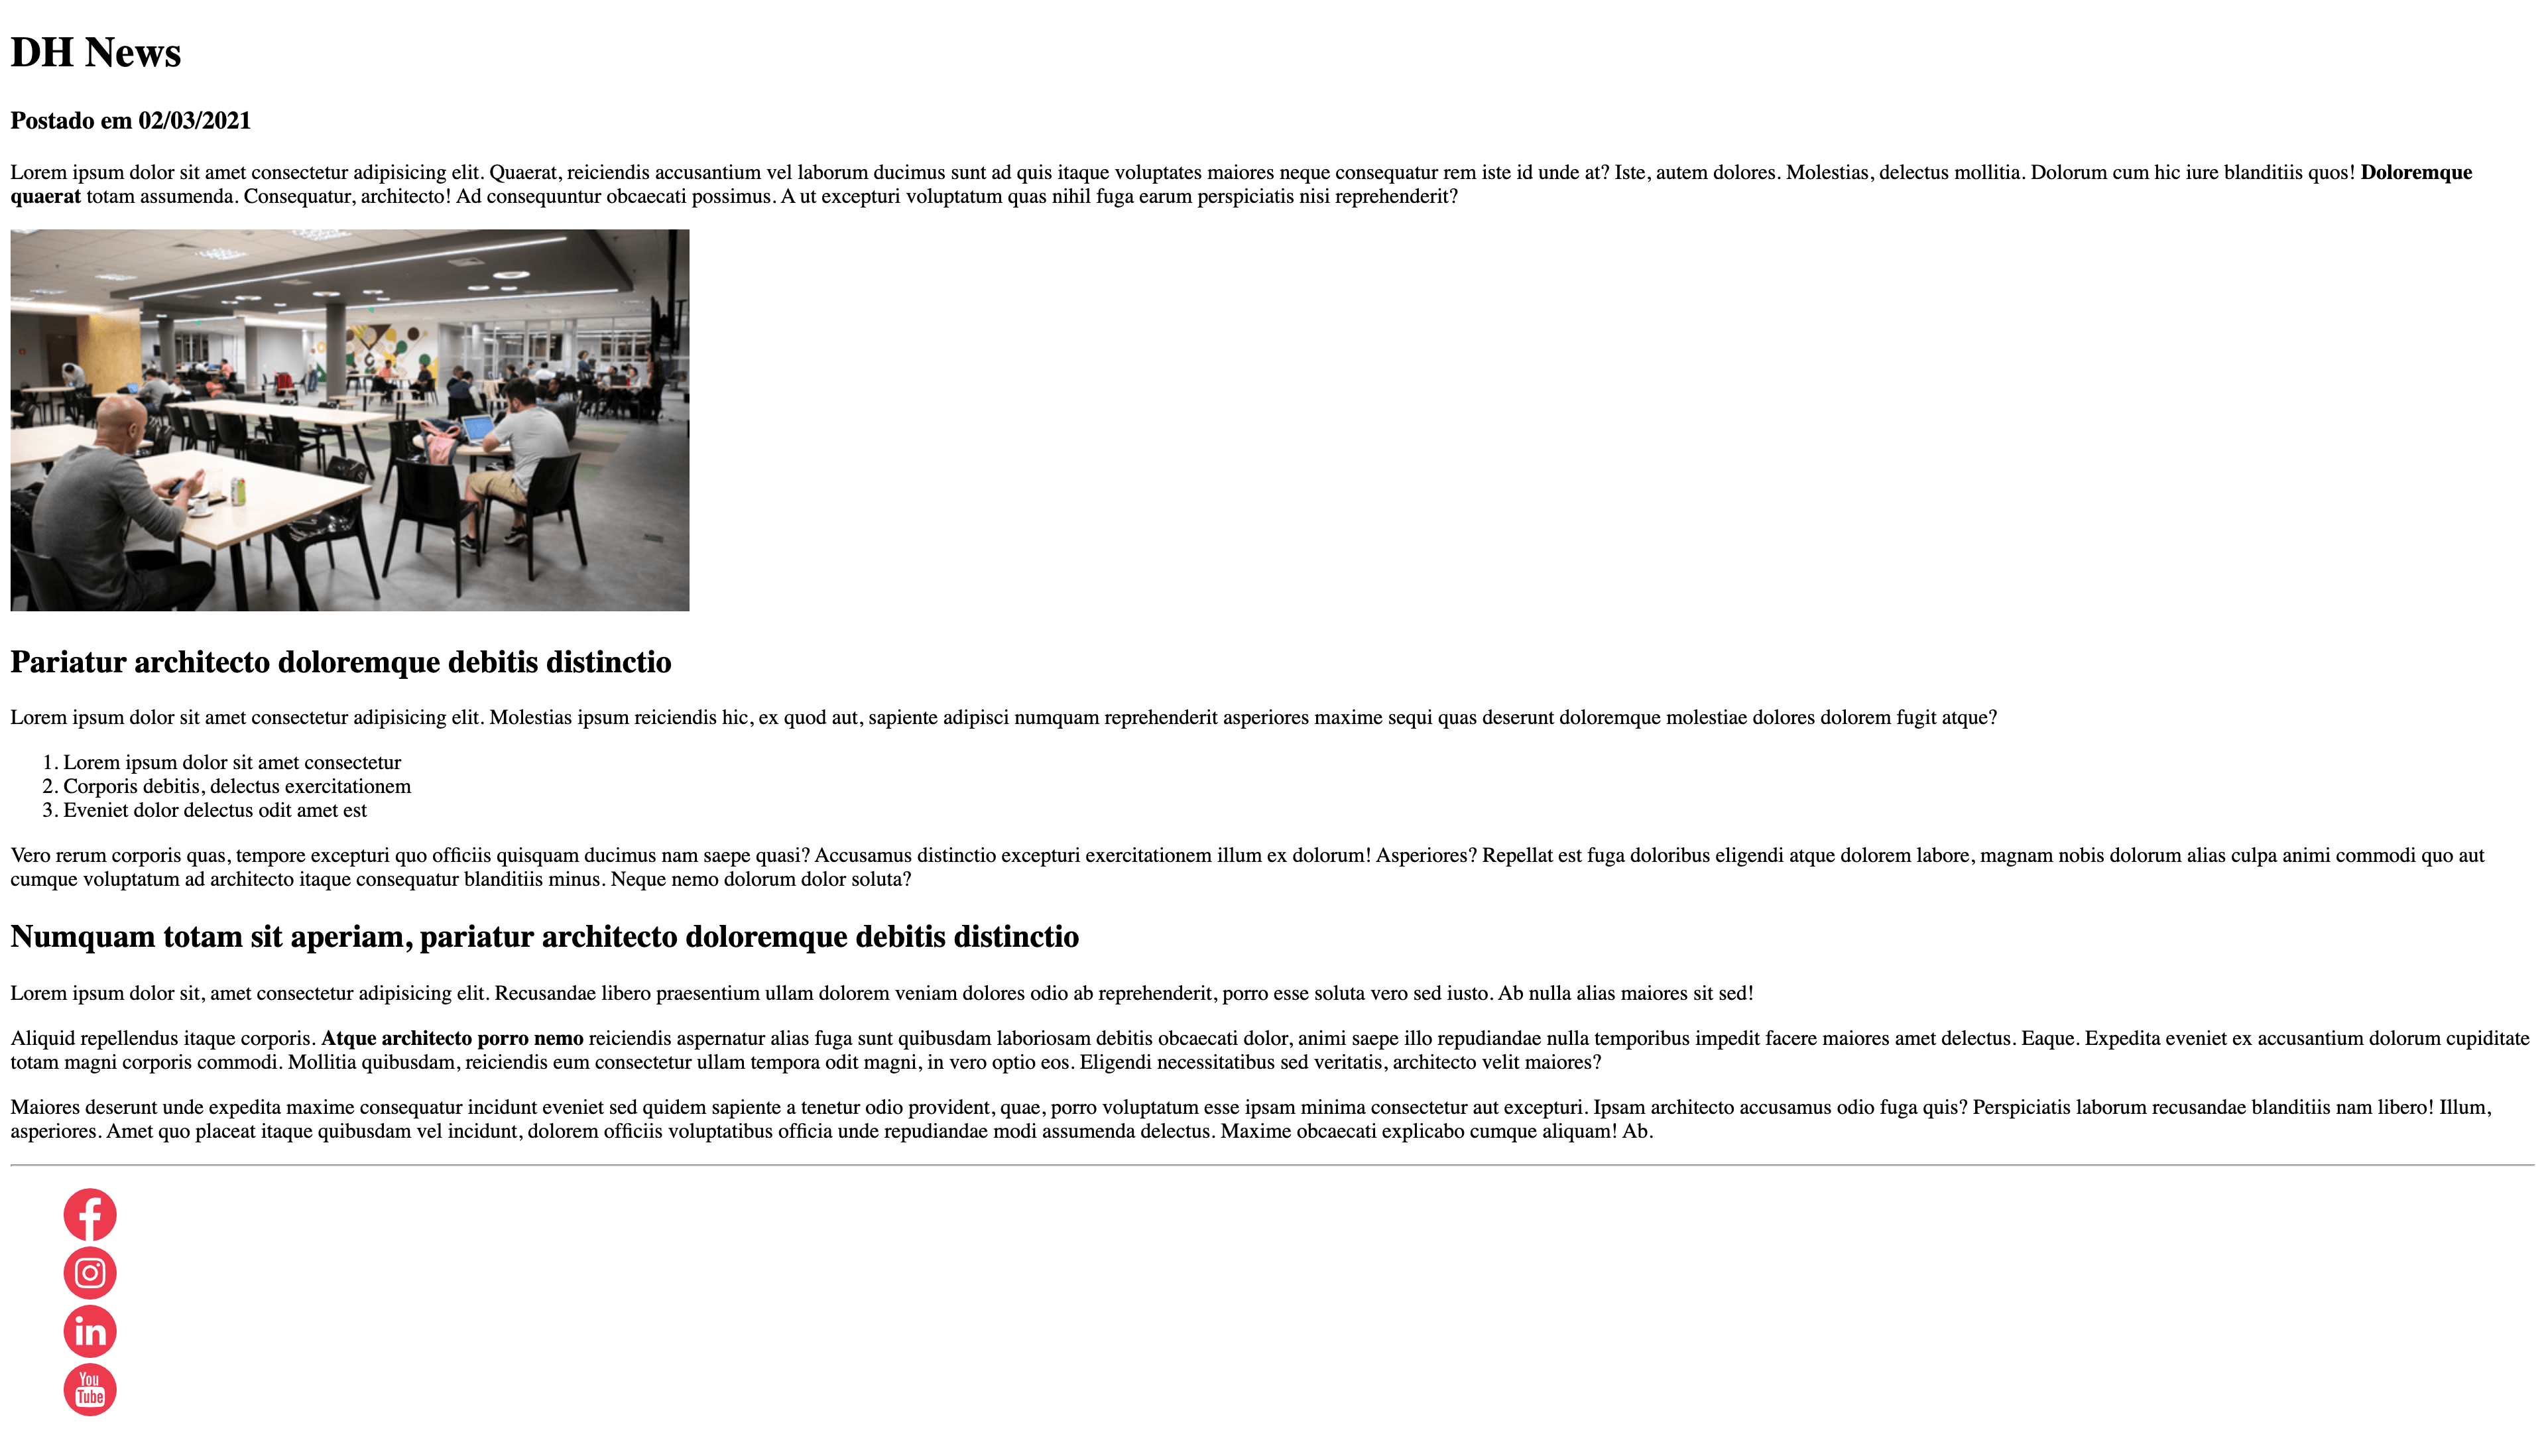 DH News
Postado em 02/03/2021
Lorem ipsum dolor sit amet consectetur adipisicing elit. Quaerat, reiciendis accusantium vel laborum ducimus sunt ad quis itaque voluptates maiores neque consequatur rem iste id unde at? Iste, autem dolores. Molestias, delectus mollitia. Dolorum cum hic iure blanditiis quos! Doloremque
quaerat totam assumenda. Consequatur, architecto! Ad consequuntur obcaecati possimus. A ut excepturi voluptatum quas nihil fuga earum perspiciatis nisi reprehenderit?
Pariatur architecto doloremque debitis distinctio
Lorem ipsum dolor sit amet consectetur adipisicing elit. Molestias ipsum reiciendis hic, ex quod aut, sapiente adipisci numquam reprehenderit asperiores maxime sequi quas deserunt doloremque molestiae dolores dolorem fugit atque?
1. Lorem ipsum dolor sit amet consectetur
2. Corporis debitis, delectus exercitationem
3. Eveniet dolor delectus odit amet est
Vero rerum corporis quas, tempore excepturi quo officiis quisquam ducimus nam saepe quasi? Accusamus distinctio excepturi exercitationem illum ex dolorum! Asperiores? Repellat est fuga doloribus eligendi atque dolorem labore, magnam nobis dolorum alias culpa animi commodi quo aut
cumque voluptatum ad architecto itaque consequatur blanditiis minus. Neque nemo dolorum dolor soluta?
Numquam totam sit aperiam, pariatur architecto doloremque debitis distinctio
Lorem ipsum dolor sit, amet consectetur adipisicing elit. Recusandae libero praesentium ullam dolorem veniam dolores odio ab reprehenderit, porro esse soluta vero sed iusto. Ab nulla alias maiores sit sed!
Aliquid repellendus itaque corporis. Atque architecto porro nemo reiciendis aspernatur alias fuga sunt quibusdam laboriosam debitis obcaecati dolor, animi saepe illo repudiandae nulla temporibus impedit facere maiores amet delectus. Eaque. Expedita eveniet ex accusantium dolorum cupiditate
totam magni corporis commodi. Mollitia quibusdam, reiciendis eum consectetur ullam tempora odit magni, in vero optio eos. Eligendi necessitatibus sed veritatis, architecto velit maiores?
Maiores deserunt unde expedita maxime consequatur incidunt eveniet sed quidem sapiente a tenetur odio provident, quae, porro voluptatum esse ipsam minima consectetur aut excepturi. Ipsam architecto accusamus odio fuga quis? Perspiciatis laborum recusandae blanditiis nam libero! Illum,
asperiores. Amet quo placeat itaque quibusdam vel incidunt, dolorem officiis voluptatibus officia unde repudiandae modi assumenda delectus. Maxime obcaecati explicabo cumque aliquam! Ab.
f
in
You
Tube